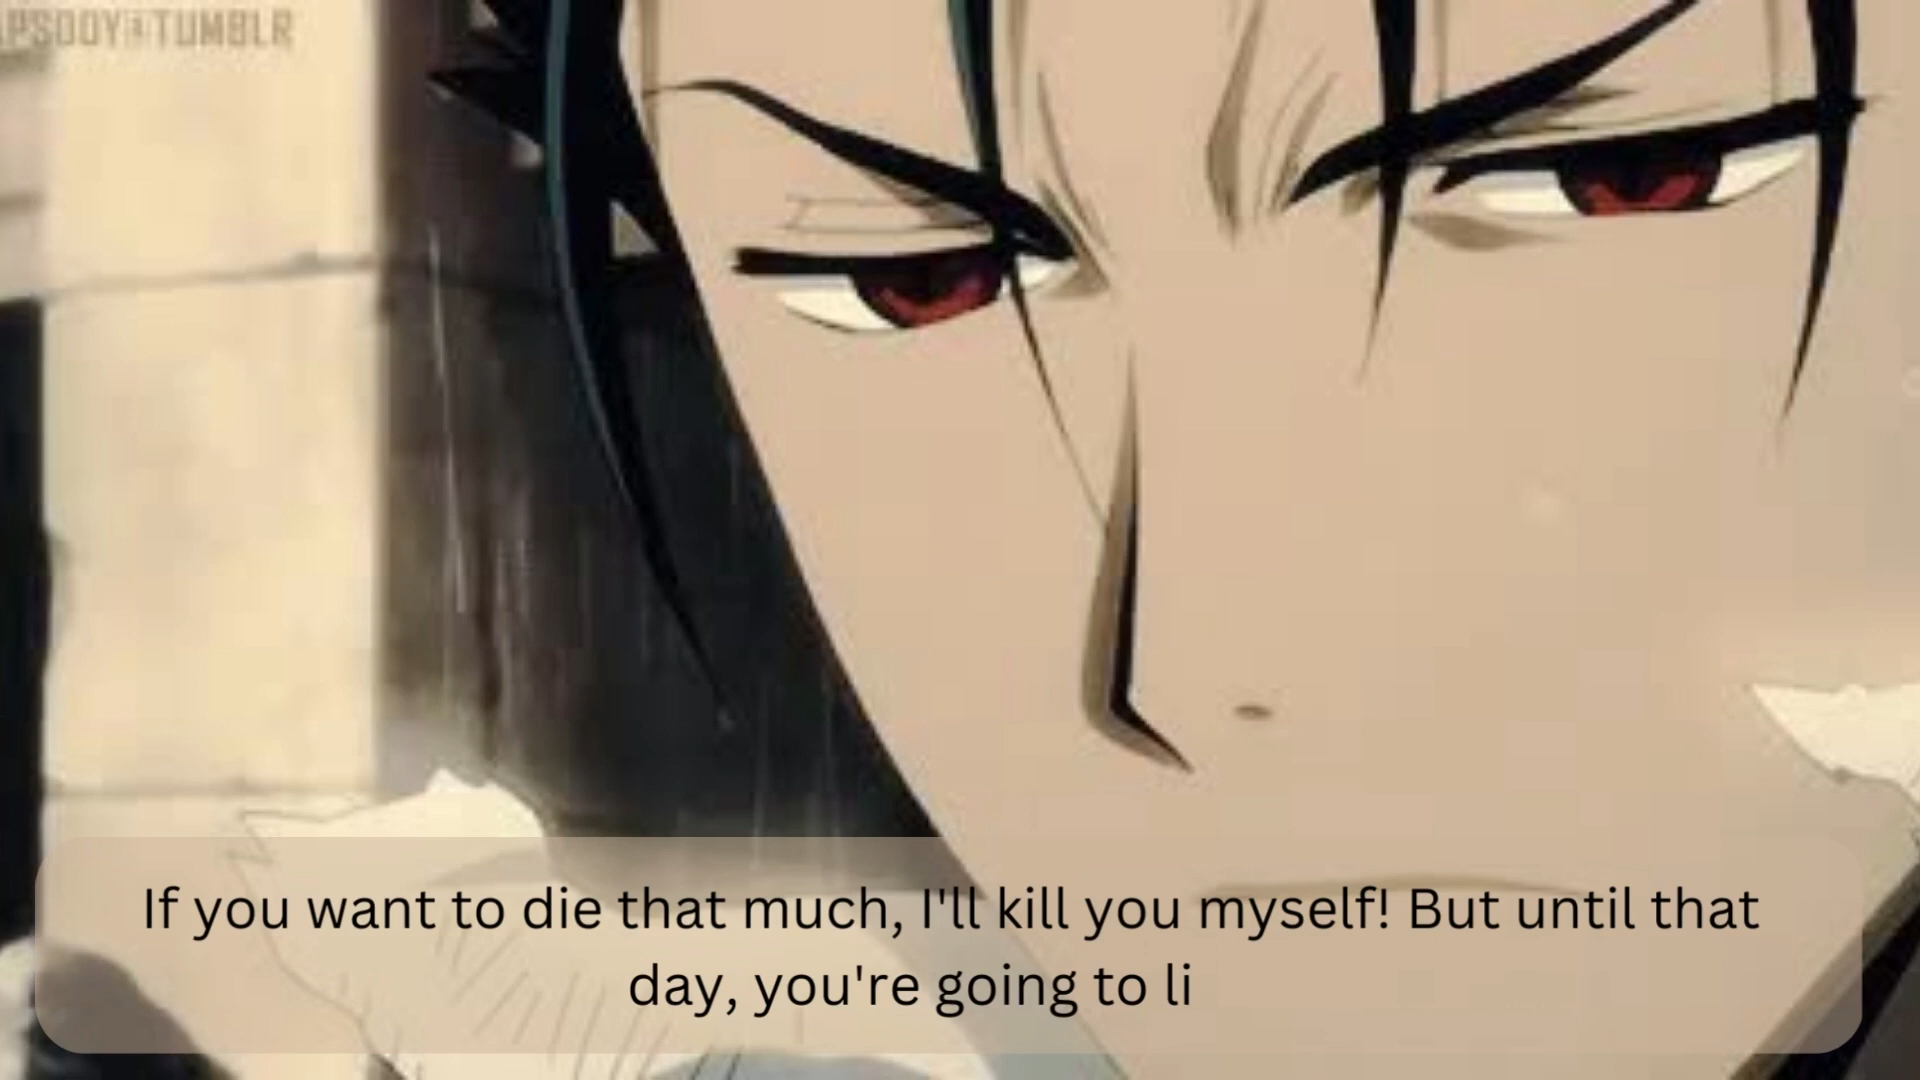 APSODY@TUMBLR
If you want to die that much, I'll kill you myself! But until that
day, you're going to li